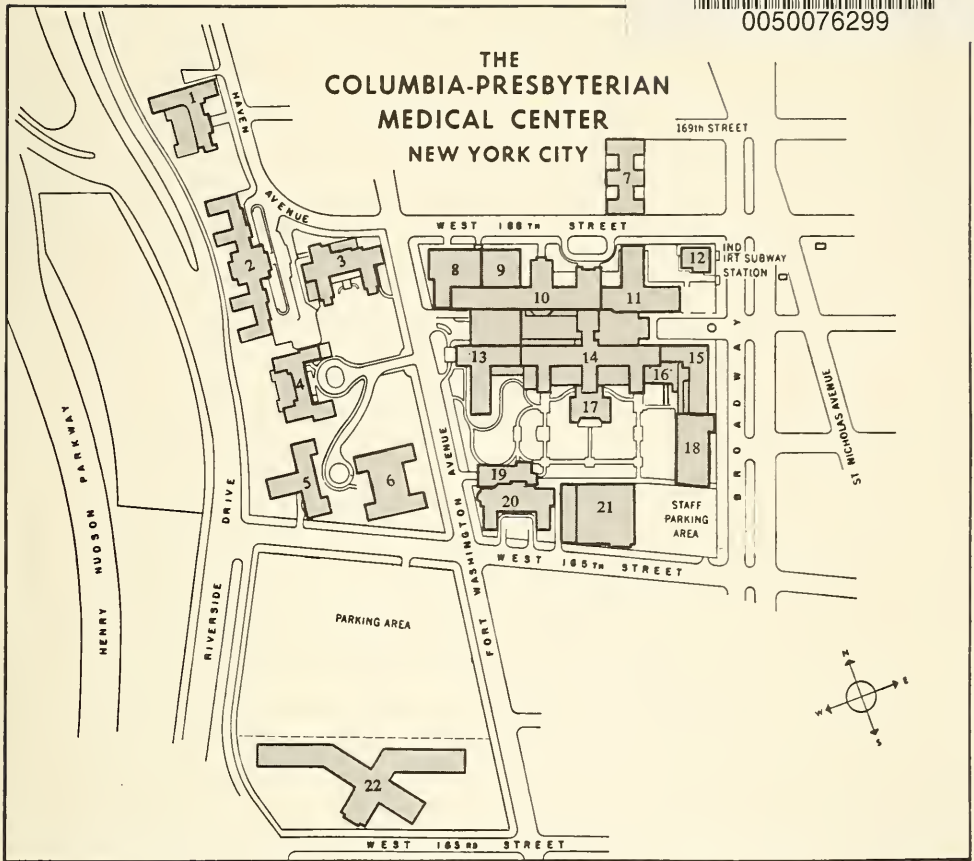 0050076299
THE
COLUMBIA-PRESBYTERIAN
MEDICAL CENTER
NEW YORK CITY
169th STREET
HAVEN
AVENUE
WEST 168TH STREET
IND
IRT SUBWAY
STATION
1
2
3
4
5
6
7
8
9
10
11
12
13
14
15
16
17
18
19
20
21
22
BROADWAY
ST NICHOLAS AVENUE
HENRY HUDSON PARKWAY
RIVERSIDE DRIVE
FORT WASHINGTON AVENUE
STAFF
PARKING
AREA
WEST 165TH STREET
PARKING AREA
N
E
W
S
WEST 163RD STREET